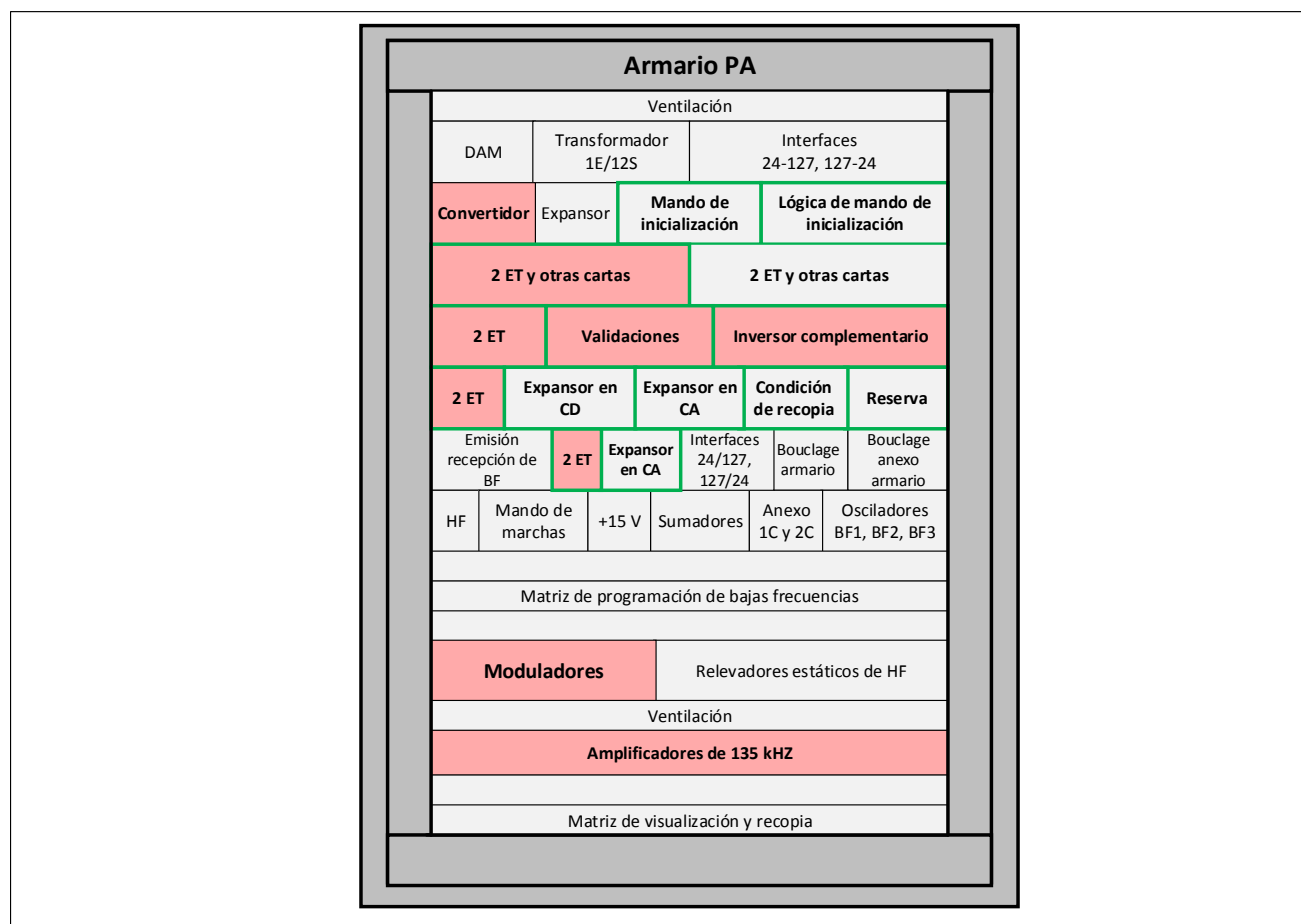 Armario PA
Ventilación
DAM
Transformador
1E/12S
Interfaces
24-127, 127-24
Convertidor
Expansor
Mando de
inicialización
Lógica de mando de
inicialización
2 ET y otras cartas
2 ET y otras cartas
2 ET
Validaciones
Inversor complementario
2 ET
Expansor en
CD
Expansor en
CA
Condición
de recopia
Reserva
Emisión
recepción de
BF
2 ET
Expansor
en CA
Interfaces
24/127,
127/24
Bouclage
armario
Bouclage
anexo
armario
HF
Mando de
marchas
+15 V
Sumadores
Anexo
1C y 2C
Osciladores
BF1, BF2, BF3
Matriz de programación de bajas frecuencias
Moduladores
Relevadores estáticos de HF
Ventilación
Amplificadores de 135 kHZ
Matriz de visualización y recopia